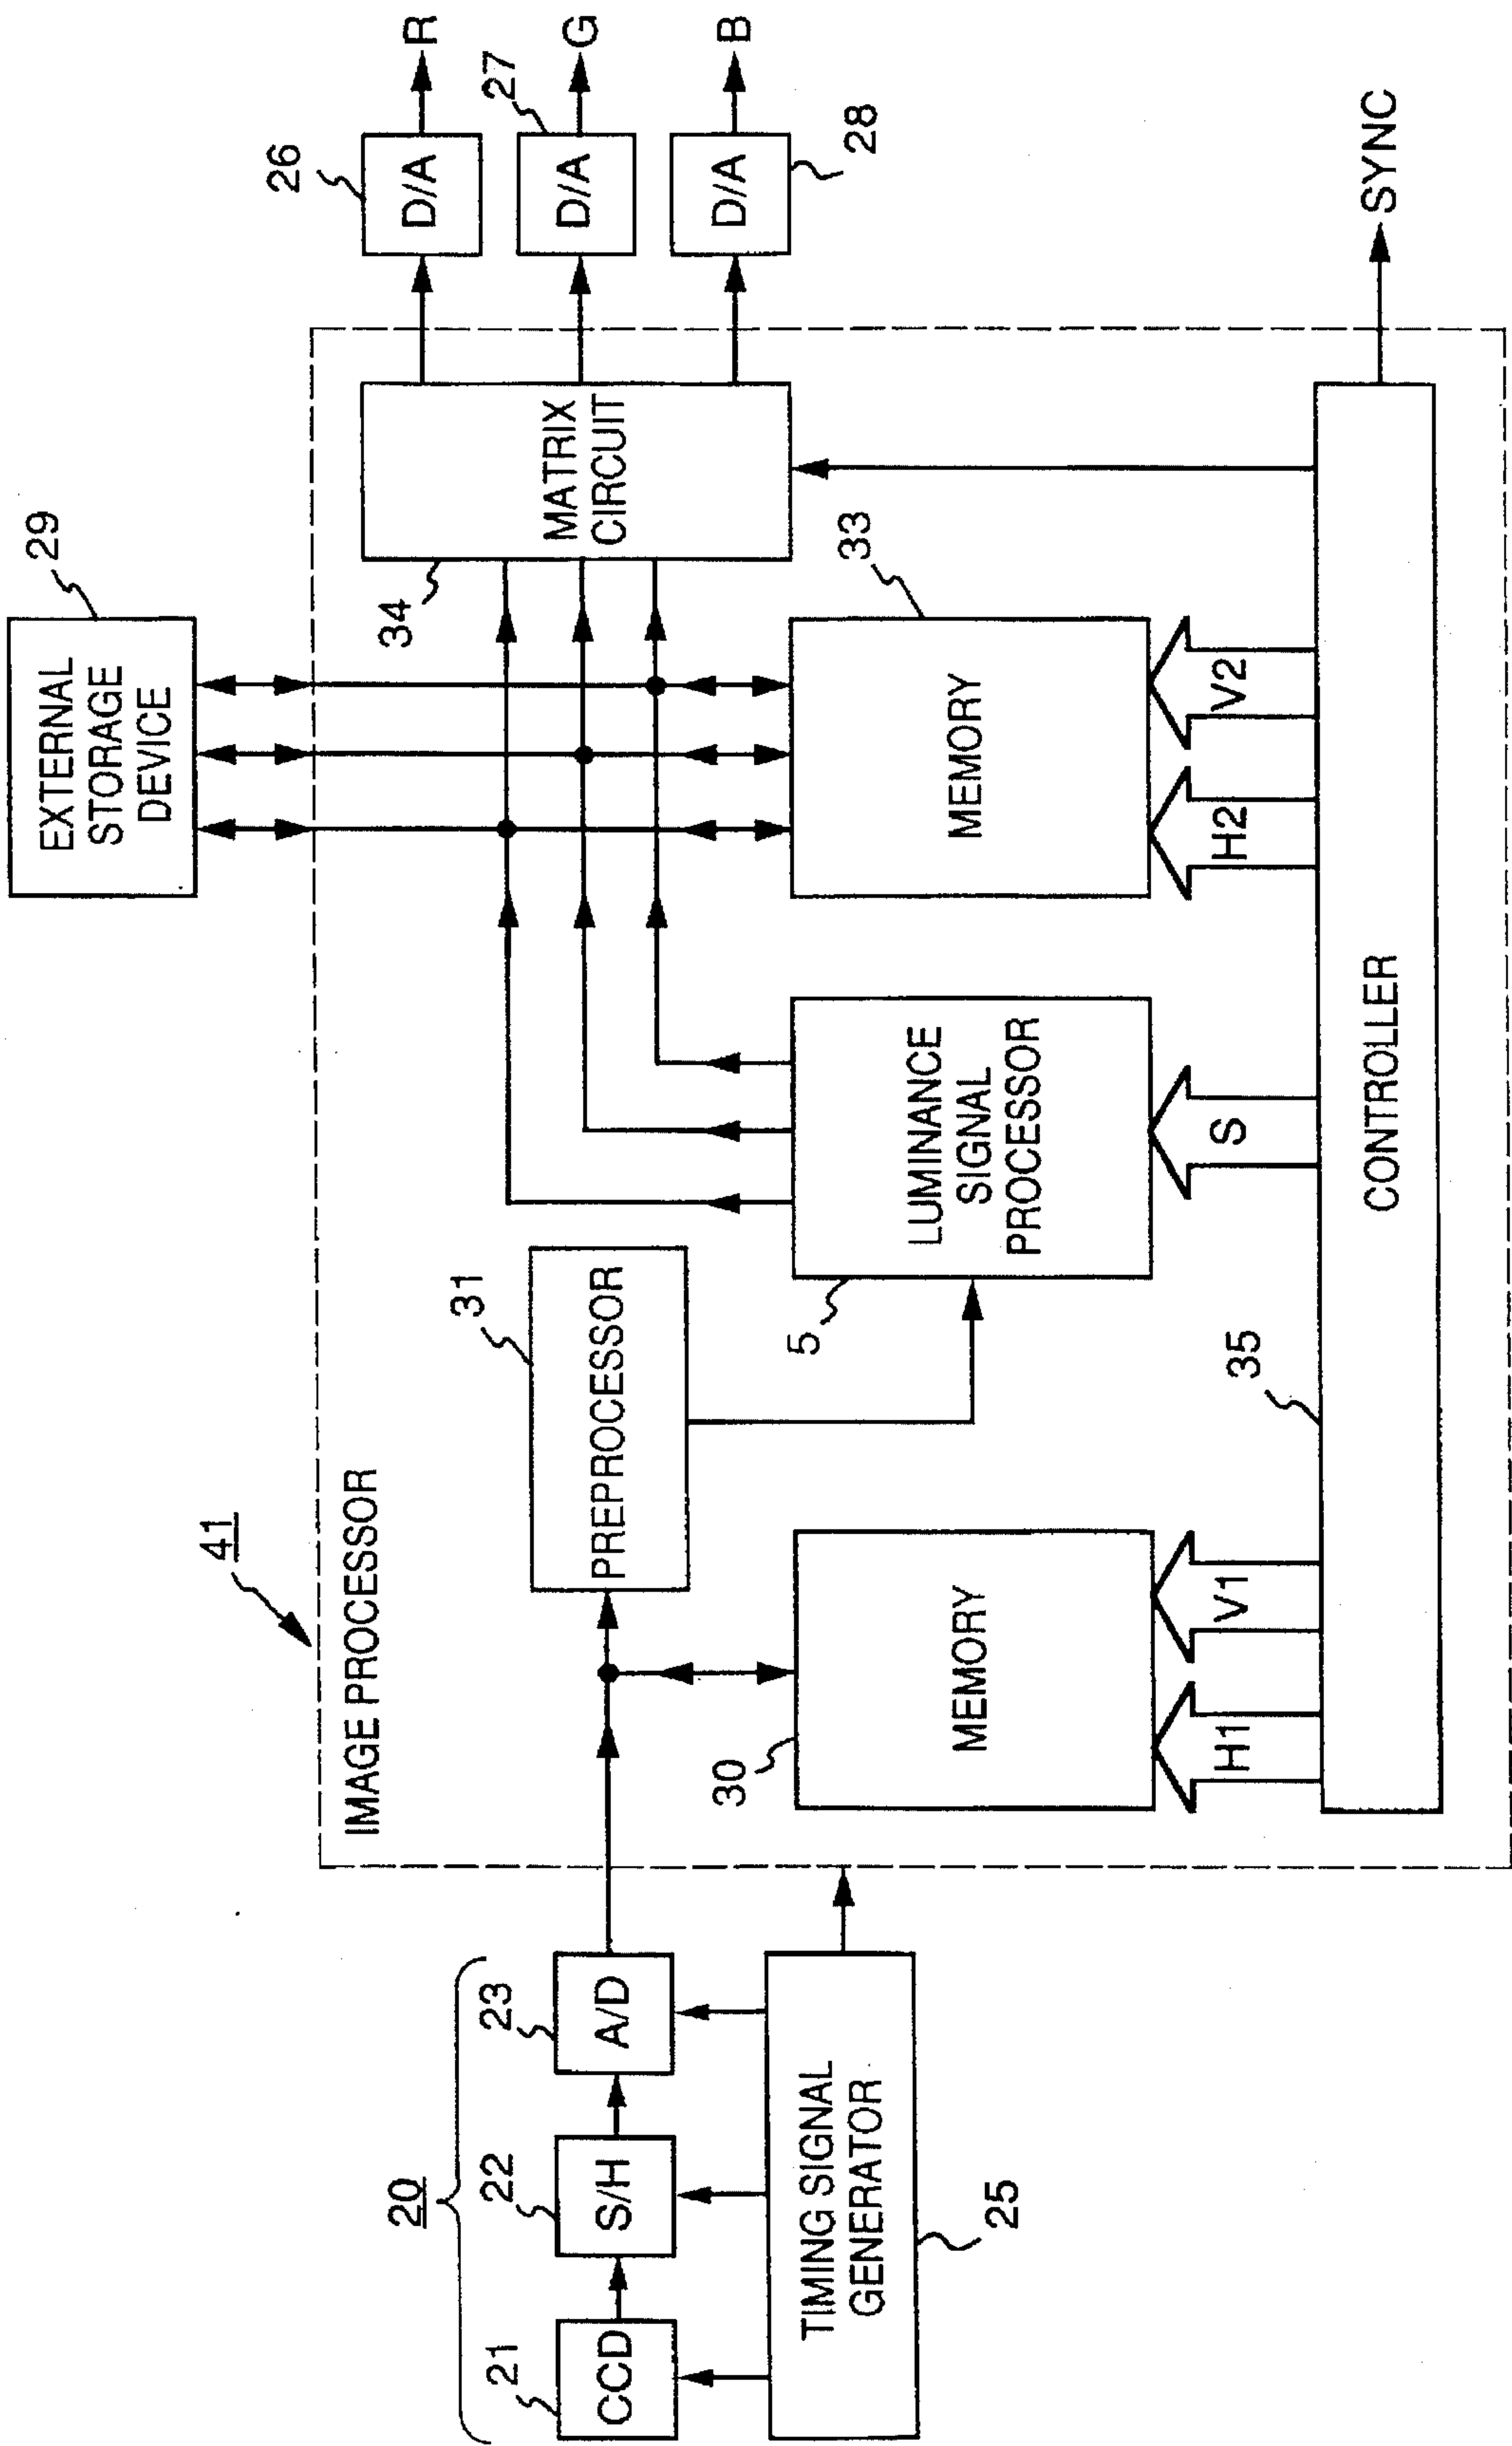 20
21
CCD
22
S/H
23
A/D
TIMING SIGNAL
GENERATOR
25
41
IMAGE PROCESSOR
30
MEMORY
H1
V1
31
PREPROCESSOR
5
LUMINANCE
SIGNAL
PROCESSOR
S
35
CONTROLLER
EXTERNAL
STORAGE
DEVICE
29
MEMORY
33
H2
V2
34
MATRIX
CIRCUIT
26
D/A
R
27
D/A
G
28
D/A
B
SYNC